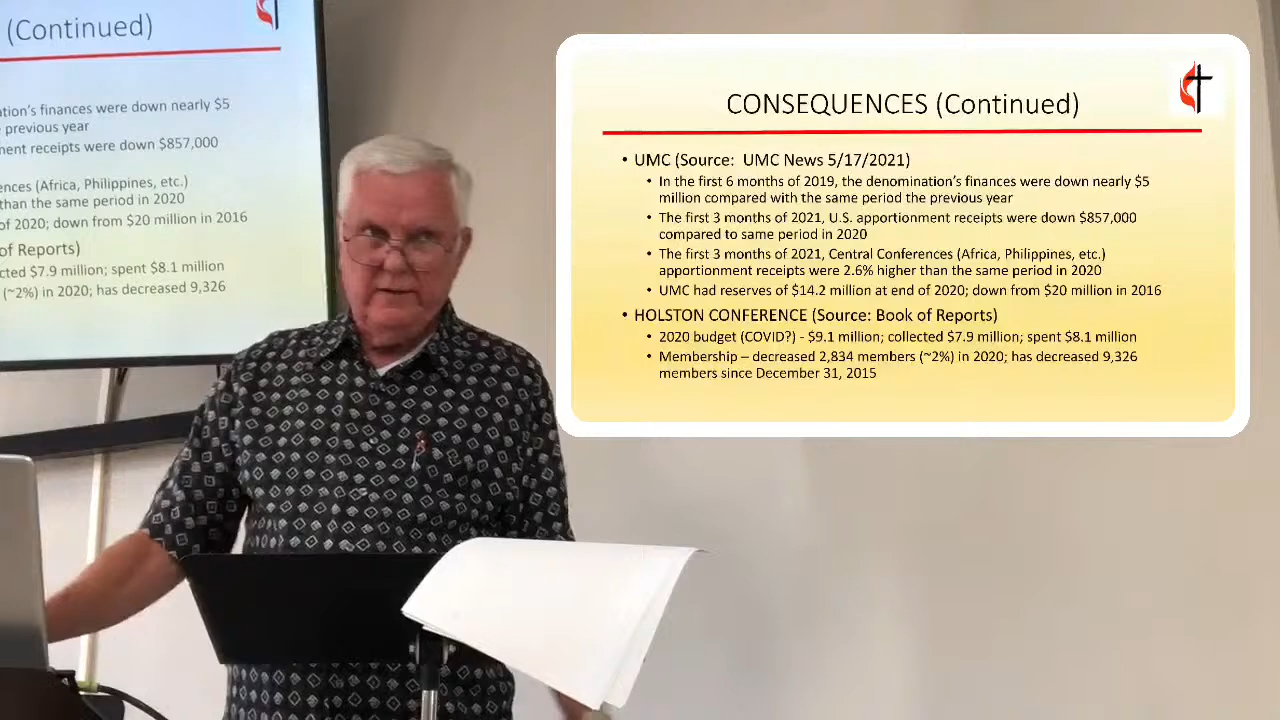 (Continued)
tion's finances were down nearly $5
previous year
ment receipts were down $857,000
ences (Africa, Philippines, etc.)
than the same period in 2020
of 2020; down from $20 million in 2016
of Reports)
cted $7.9 million; spent $8.1 million
(~2%) in 2020; has decreased 9,326
CONSEQUENCES (Continued)
• UMC (Source: UMC News 5/17/2021)
• In the first 6 months of 2019, the denomination's finances were down nearly $5
million compared with the same period the previous year
• The first 3 months of 2021, U.S. apportionment receipts were down $857,000
compared to same period in 2020
• The first 3 months of 2021, Central Conferences (Africa, Philippines, etc.)
apportionment receipts were 2.6% higher than the same period in 2020
• UMC had reserves of $14.2 million at end of 2020; down from $20 million in 2016
• HOLSTON CONFERENCE (Source: Book of Reports)
• 2020 budget (COVID?) - $9.1 million; collected $7.9 million; spent $8.1 million
• Membership – decreased 2,834 members (~2%) in 2020; has decreased 9,326
members since December 31, 2015